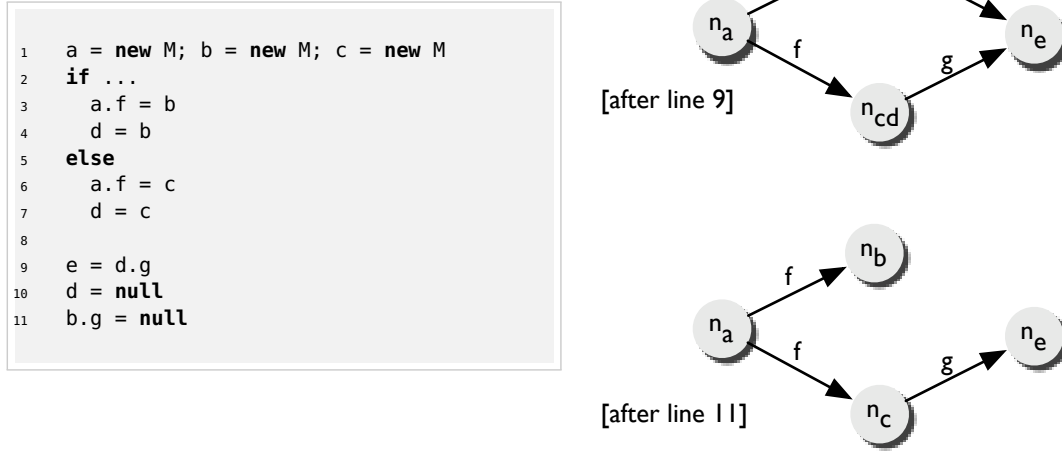 1 a = new M; b = new M; c = new M
2 if ...
3 a.f = b
4 d = b
5 else
6 a.f = c
7 d = c
8
9 e = d.g
10 d = null
11 b.g = null
n_a
f
g
n_e
n_cd
[after line 9]
n_b
f
n_a
f
g
n_e
n_c
[after line 11]